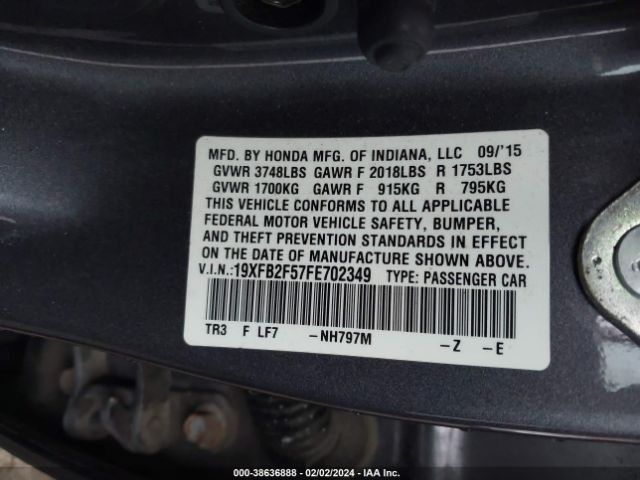 MFD. BY HONDA MFG. OF INDIANA, LLC 09/'15
GVWR 3748LBS GAWR F 2018LBS R 1753LBS
GVWR 1700KG GAWR F 915KG R 795KG
THIS VEHICLE CONFORMS TO ALL APPLICABLE
FEDERAL MOTOR VEHICLE SAFETY, BUMPER,
AND THEFT PREVENTION STANDARDS IN EFFECT
ON THE DATE OF MANUFACTURE SHOWN ABOVE.
V.I.N.:19XFB2F57FE702349 TYPE: PASSENGER CAR
TR3 F LF7 -NH797M -Z -E
000-38636888 - 02/02/2024 - IAA Inc.